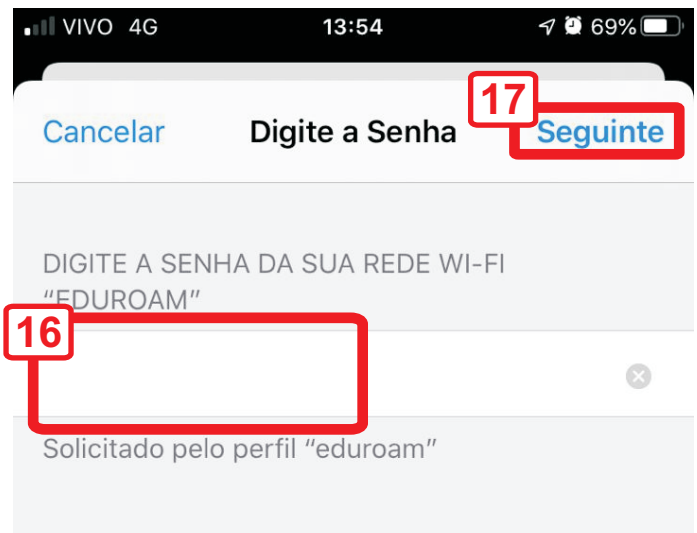 VIVO 4G 13:54 69%
17
Cancelar Digite a Senha Seguinte
DIGITE A SENHA DA SUA REDE WI-FI
"EDUROAM"
16
Solicitado pelo perfil "eduroam"